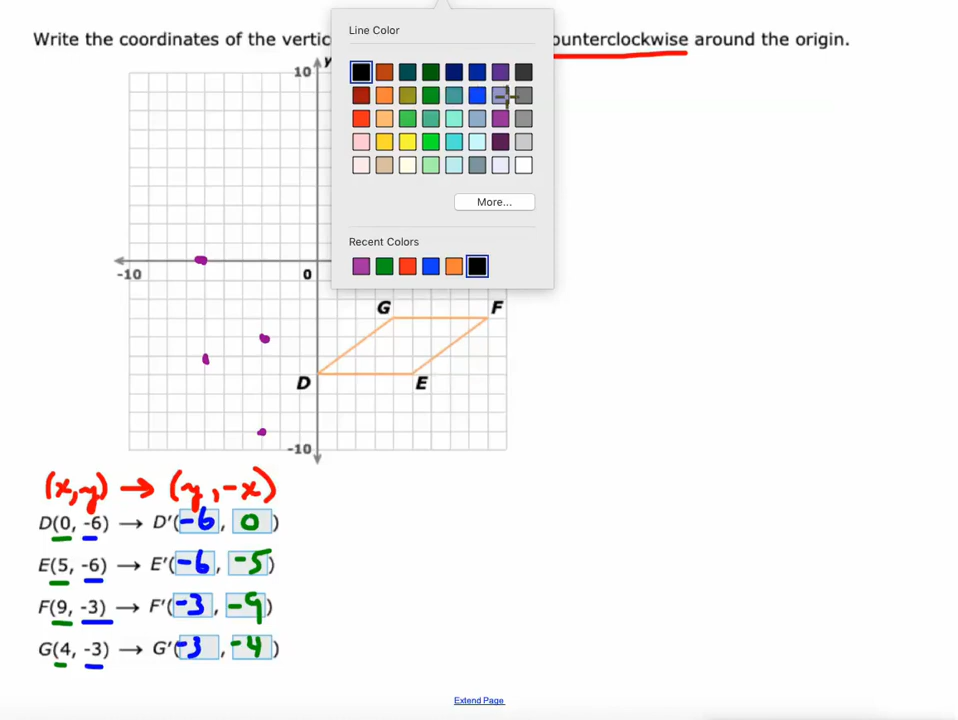 Line Color
Write the coordinates of the vertic ounterclockwise around the origin.
10
y
More...
Recent Colors
-10
0
G
F
D
E
-10
(x,y) → (y,-x)
D(0, -6) → D'(-6, 0)
E(5, -6) → E'(-6, -5)
F(9, -3) → F'(-3, -9)
G(4, -3) → G'(-3, -4)
Extend Page